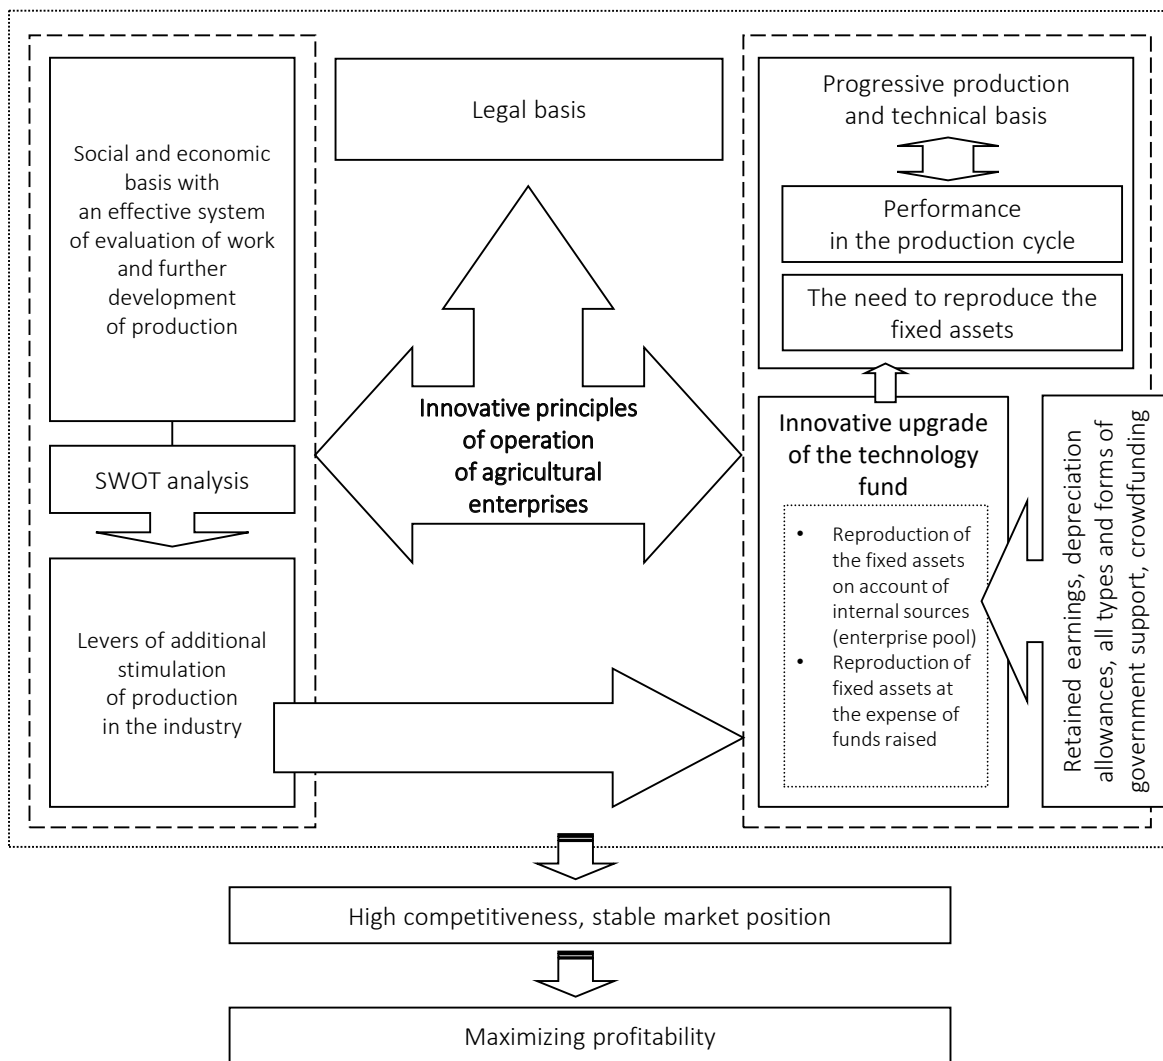 Social and economic
basis with
an effective system
of evaluation of work
and further
development
of production
SWOT analysis
Levers of additional
stimulation
of production
in the industry
Legal basis
Innovative principles
of operation
of agricultural
enterprises
Progressive production
and technical basis
Performance
in the production cycle
The need to reproduce the
fixed assets
Innovative upgrade
of the technology
fund
• Reproduction of
the fixed assets
on account of
internal sources
(enterprise pool)
• Reproduction of
fixed assets at
the expense of
funds raised
Retained earnings, depreciation
allowances, all types and forms of
government support, crowdfunding
High competitiveness, stable market position
Maximizing profitability